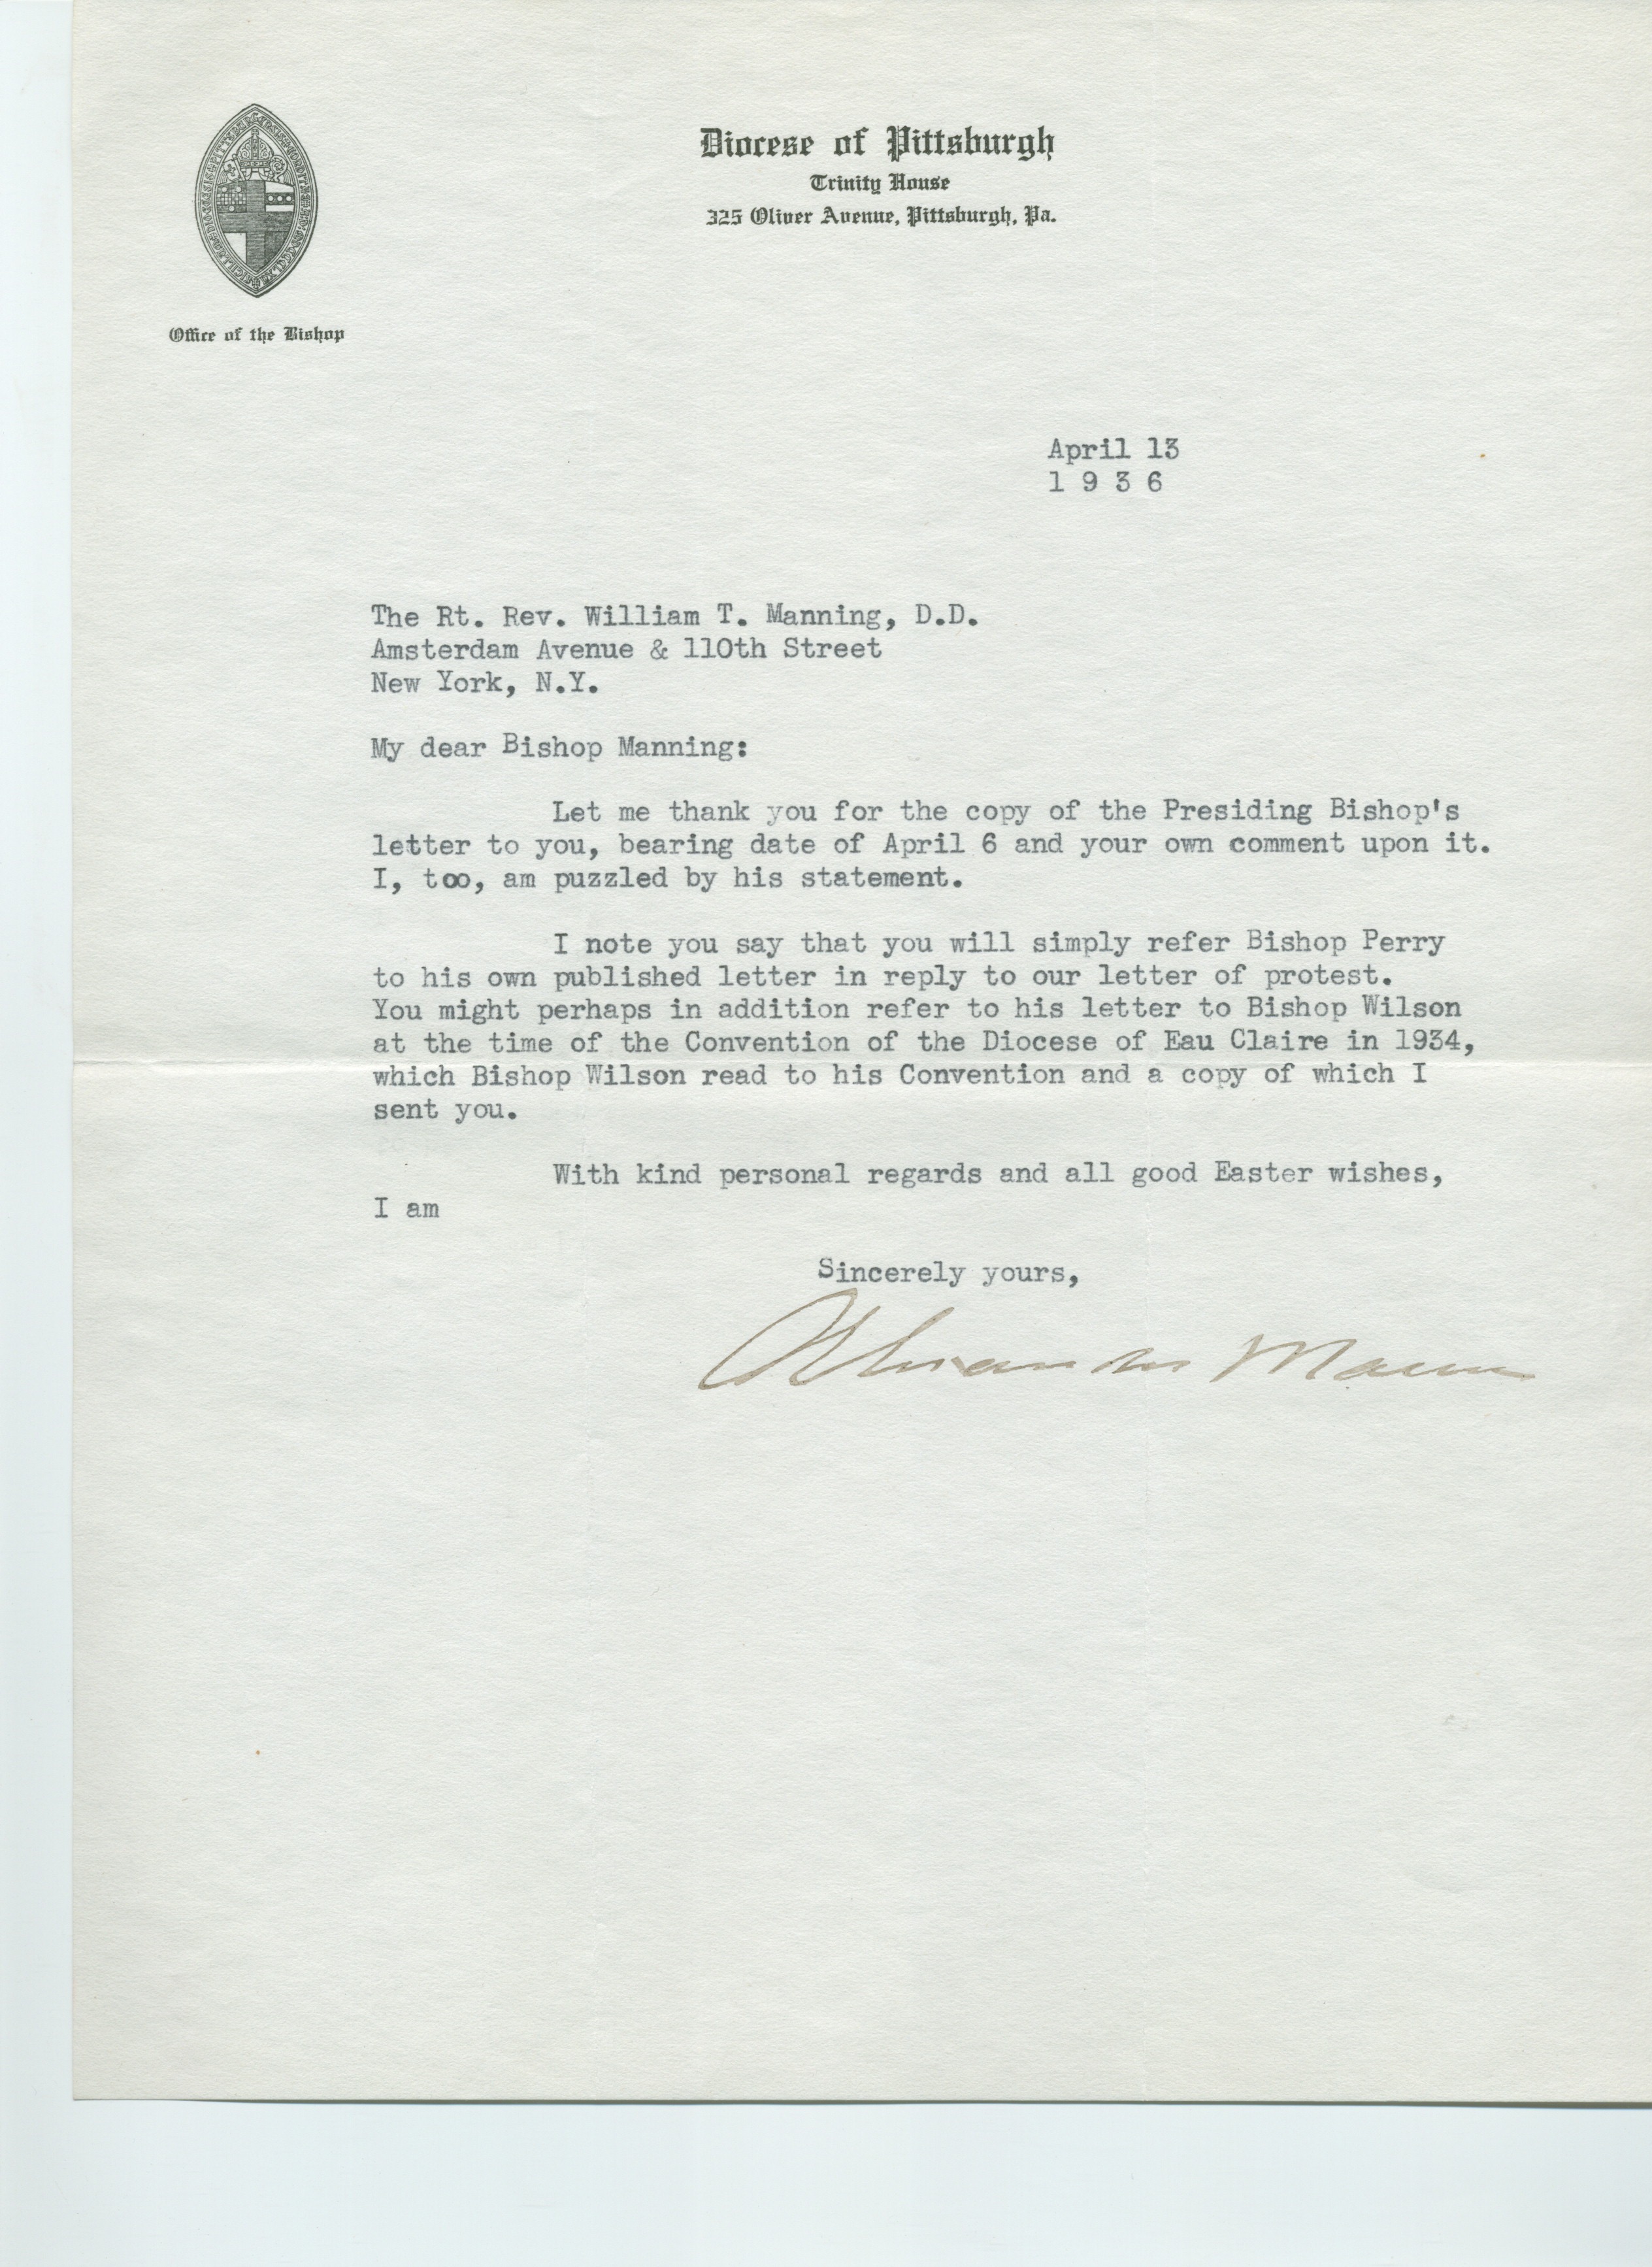 Diocese of Pittsburgh
Trinity House
325 Oliver Avenue, Pittsburgh, Pa.
Office of the Bishop
April 13
1 9 3 6
The Rt. Rev. William T. Manning, D.D.
Amsterdam Avenue & 110th Street
New York, N.Y.
My dear Bishop Manning:
Let me thank you for the copy of the Presiding Bishop's
letter to you, bearing date of April 6 and your own comment upon it.
I, too, am puzzled by his statement.
I note you say that you will simply refer Bishop Perry
to his own published letter in reply to our letter of protest.
You might perhaps in addition refer to his letter to Bishop Wilson
at the time of the Convention of the Diocese of Eau Claire in 1934,
which Bishop Wilson read to his Convention and a copy of which I
sent you.
With kind personal regards and all good Easter wishes,
I am
Sincerely yours,
Alexander Mann